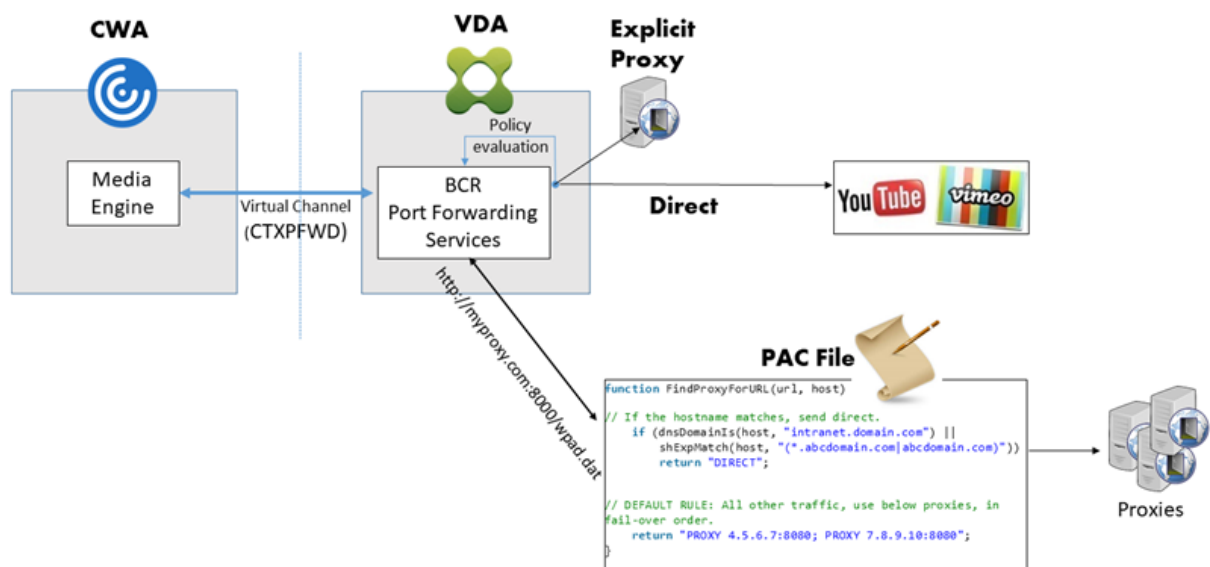 CWA
VDA
Explicit
Proxy
Policy
evaluation
Media
Engine
Virtual Channel
(CTXPFWD)
BCR
Port Forwarding
Services
Direct
You Tube
vimeo
http://myproxy.com:8000/wpad.dat
PAC File
function FindProxyForURL(url, host)
// If the hostname matches, send direct.
if (dnsDomainIs(host, "intranet.domain.com") ||
shExpMatch(host, "(*.abcdomain.com|abcdomain.com)"))
return "DIRECT";
// DEFAULT RULE: All other traffic, use below proxies, in
fail-over order.
return "PROXY 4.5.6.7:8080; PROXY 7.8.9.10:8080";
}
Proxies